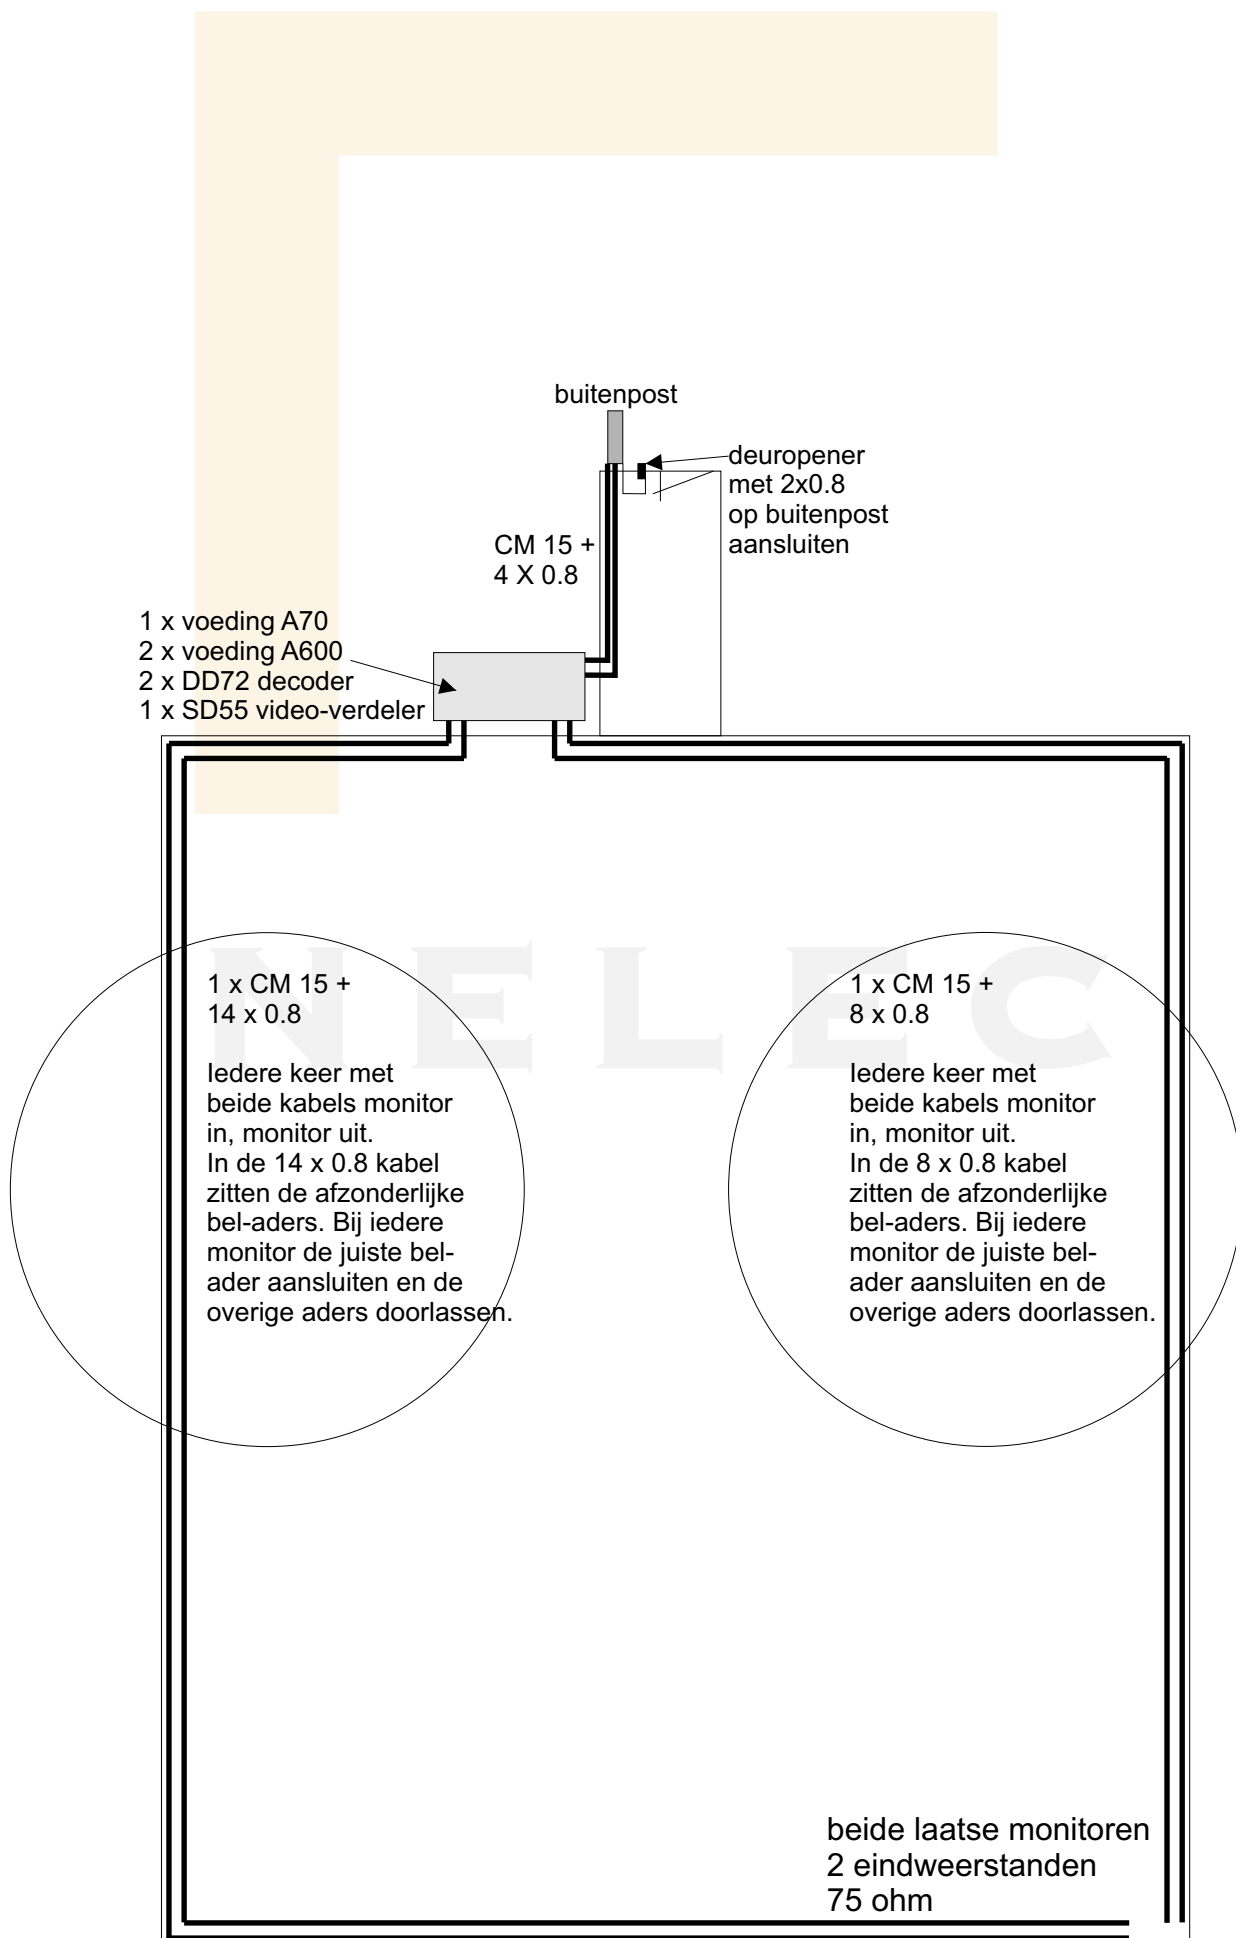 buitenpost
deuropener
met 2x0.8
op buitenpost
aansluiten
CM 15 +
4 X 0.8
1 x voeding A70
2 x voeding A600
2 x DD72 decoder
1 x SD55 video-verdeler
NELEC
1 x CM 15 +
14 x 0.8
Iedere keer met
beide kabels monitor
in, monitor uit.
In de 14 x 0.8 kabel
zitten de afzonderlijke
bel-aders. Bij iedere
monitor de juiste bel-
ader aansluiten en de
overige aders doorlassen.
1 x CM 15 +
8 x 0.8
Iedere keer met
beide kabels monitor
in, monitor uit.
In de 8 x 0.8 kabel
zitten de afzonderlijke
bel-aders. Bij iedere
monitor de juiste bel-
ader aansluiten en de
overige aders doorlassen.
beide laatse monitoren
2 eindweerstanden
75 ohm